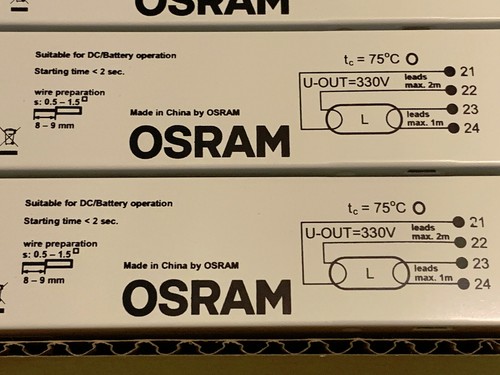 OSRAM
Suitable for DC/Battery operation
Starting time < 2 sec.
wire preparation
s: 0.5 – 1.5□
8 – 9 mm
Made in China by OSRAM
OSRAM
tc = 75°C
U-OUT=330V
leads
max. 2m
leads
max. 1m
L
21
22
23
24
Suitable for DC/Battery operation
Starting time < 2 sec.
wire preparation
s: 0.5 – 1.5□
8 – 9 mm
Made in China by OSRAM
OSRAM
tc = 75°C
U-OUT=330V
leads
max. 2m
leads
max. 1m
L
21
22
23
24